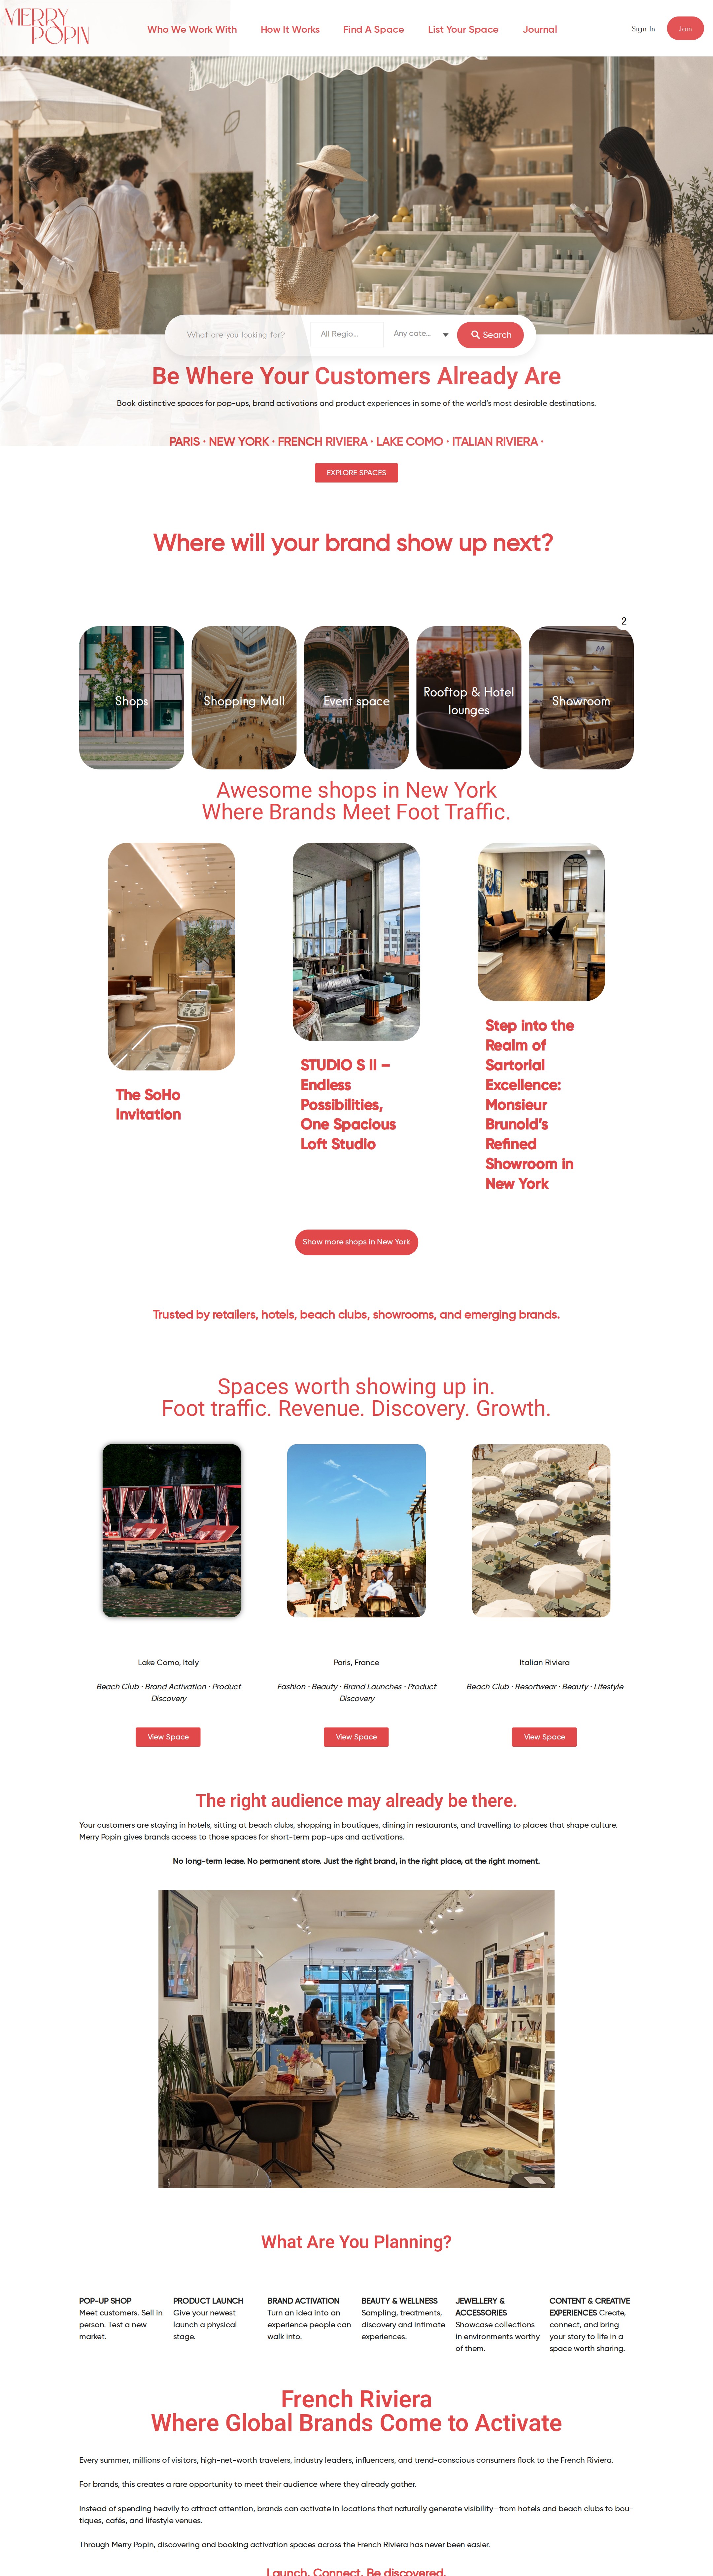 MERRY
POPIN
Who We Work With
How It Works
Find A Space
List Your Space
Journal
Sign In
Join
What are you looking for?
All Regio...
Any cate...
Search
Be Where Your Customers Already Are
Book distinctive spaces for pop-ups, brand activations and product experiences in some of the world's most desirable destinations.
PARIS · NEW YORK · FRENCH RIVIERA · LAKE COMO · ITALIAN RIVIERA ·
EXPLORE SPACES
Where will your brand show up next?
2
Shops
Shopping Mall
Event space
Rooftop & Hotel
lounges
Showroom
Awesome shops in New York
Where Brands Meet Foot Traffic.
The SoHo
Invitation
STUDIO S II –
Endless
Possibilities,
One Spacious
Loft Studio
Step into the
Realm of
Sartorial
Excellence:
Monsieur
Brunoid's
Refined
Showroom in
New York
Show more shops in New York
Trusted by retailers, hotels, beach clubs, showrooms, and emerging brands.
Spaces worth showing up in.
Foot traffic. Revenue. Discovery. Growth.
Lake Como, Italy
Beach Club · Brand Activation · Product
Discovery
View Space
Paris, France
Fashion · Beauty · Brand Launches · Product
Discovery
View Space
Italian Riviera
Beach Club · Resortwear · Beauty · Lifestyle
View Space
The right audience may already be there.
Your customers are staying in hotels, sitting at beach clubs, shopping in boutiques, dining in restaurants, and travelling to places that shape culture.
Merry Popin gives brands access to those spaces for short-term pop-ups and activations.
No long-term lease. No permanent store. Just the right brand, in the right place, at the right moment.
What Are You Planning?
POP-UP SHOP
Meet customers. Sell in
person. Test a new
market.
PRODUCT LAUNCH
Give your newest
launch a physical
stage.
BRAND ACTIVATION
Turn an idea into an
experience people can
walk into.
BEAUTY & WELLNESS
Sampling, treatments,
discovery and intimate
experiences.
JEWELLERY &
ACCESSORIES
Showcase collections
in environments worthy
of them.
CONTENT & CREATIVE
EXPERIENCES Create,
connect, and bring
your story to life in a
space worth sharing.
French Riviera
Where Global Brands Come to Activate
Every summer, millions of visitors, high-net-worth travelers, industry leaders, influencers, and trend-conscious consumers flock to the French Riviera.
For brands, this creates a rare opportunity to meet their audience where they already gather.
Instead of spending heavily to attract attention, brands can activate in locations that naturally generate visibility—from hotels and beach clubs to bou-
tiques, cafés, and lifestyle venues.
Through Merry Popin, discovering and booking activation spaces across the French Riviera has never been easier.
Launch. Connect. Be discovered.